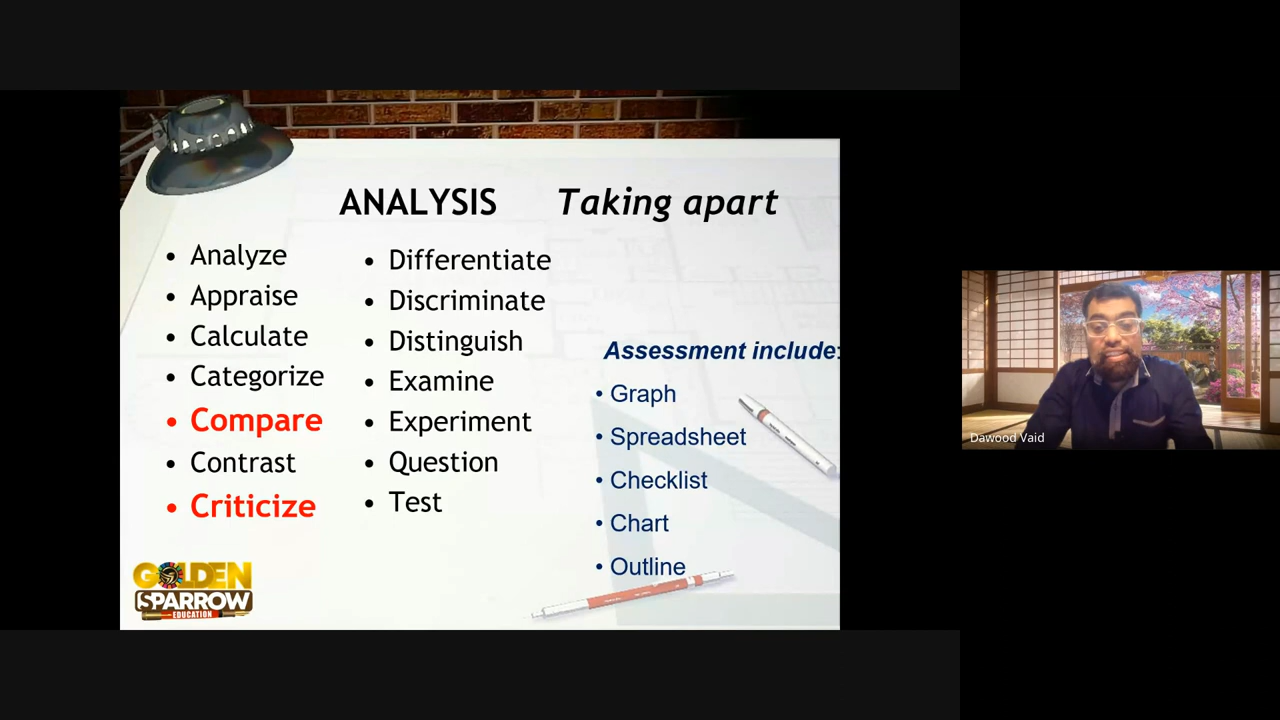 ANALYSIS Taking apart
• Analyze
• Appraise
• Calculate
• Categorize
• Compare
• Contrast
• Criticize
• Differentiate
• Discriminate
• Distinguish
• Examine
• Experiment
• Question
• Test
Assessment include:
• Graph
• Spreadsheet
• Checklist
• Chart
• Outline
GOLDEN
SPARROW
EDUCATION
Dawood Vaid